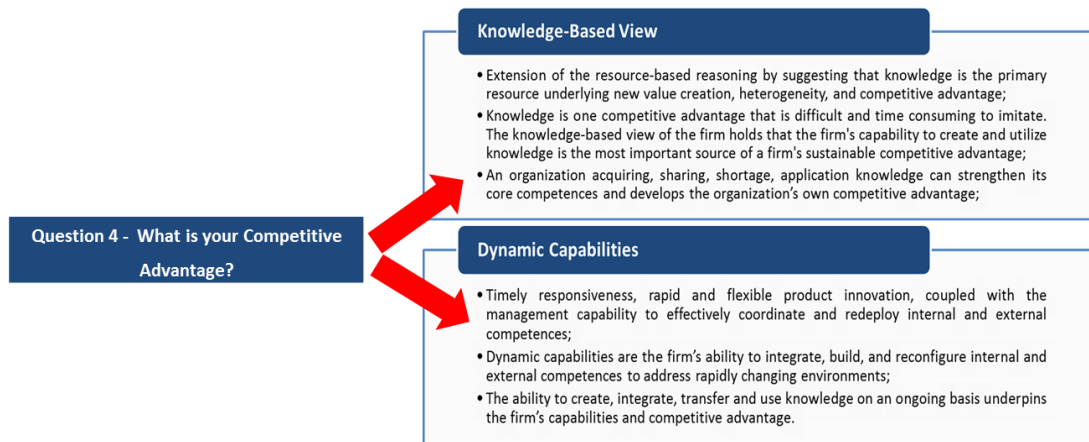 Knowledge-Based View
• Extension of the resource-based reasoning by suggesting that knowledge is the primary
resource underlying new value creation, heterogeneity, and competitive advantage;
• Knowledge is one competitive advantage that is difficult and time consuming to imitate.
The knowledge-based view of the firm holds that the firm's capability to create and utilize
knowledge is the most important source of a firm's sustainable competitive advantage;
• An organization acquiring, sharing, shortage, application knowledge can strengthen its
core competences and develops the organization's own competitive advantage;
Question 4 - What is your Competitive
Advantage?
Dynamic Capabilities
• Timely responsiveness, rapid and flexible product innovation, coupled with the
management capability to effectively coordinate and redeploy internal and external
competences;
• Dynamic capabilities are the firm's ability to integrate, build, and reconfigure internal and
external competences to address rapidly changing environments;
• The ability to create, integrate, transfer and use knowledge on an ongoing basis underpins
the firm's capabilities and competitive advantage.